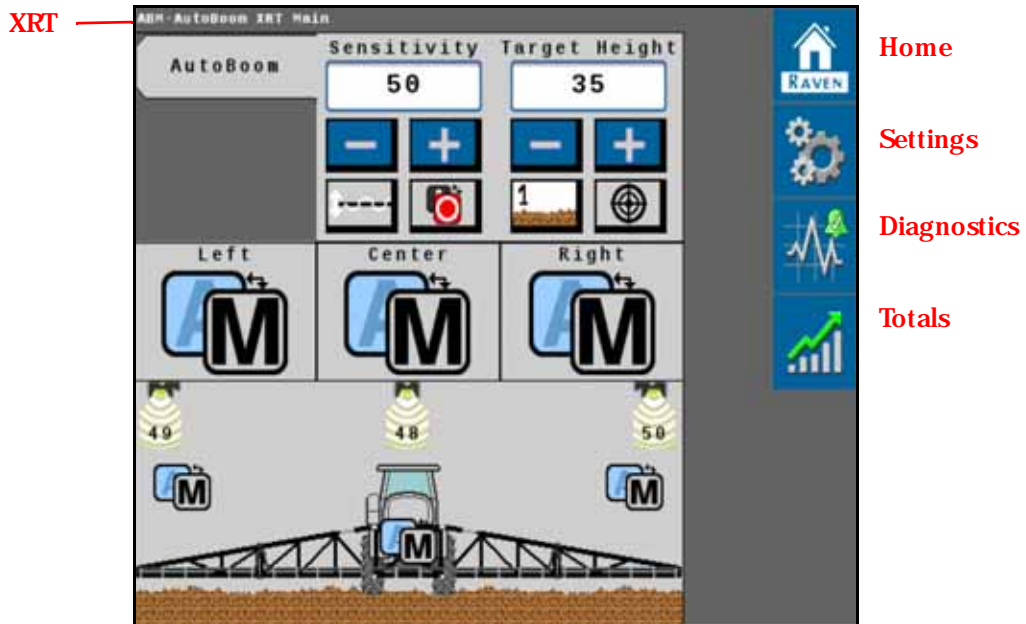 XRT
ABM-AutoBoom XRT Main
AutoBoom
Sensitivity
Target Height
50
35
1
Left
Center
Right
A M
A M
A M
49
48
50
A M
A M
A M
RAVEN
Home
Settings
Diagnostics
Totals